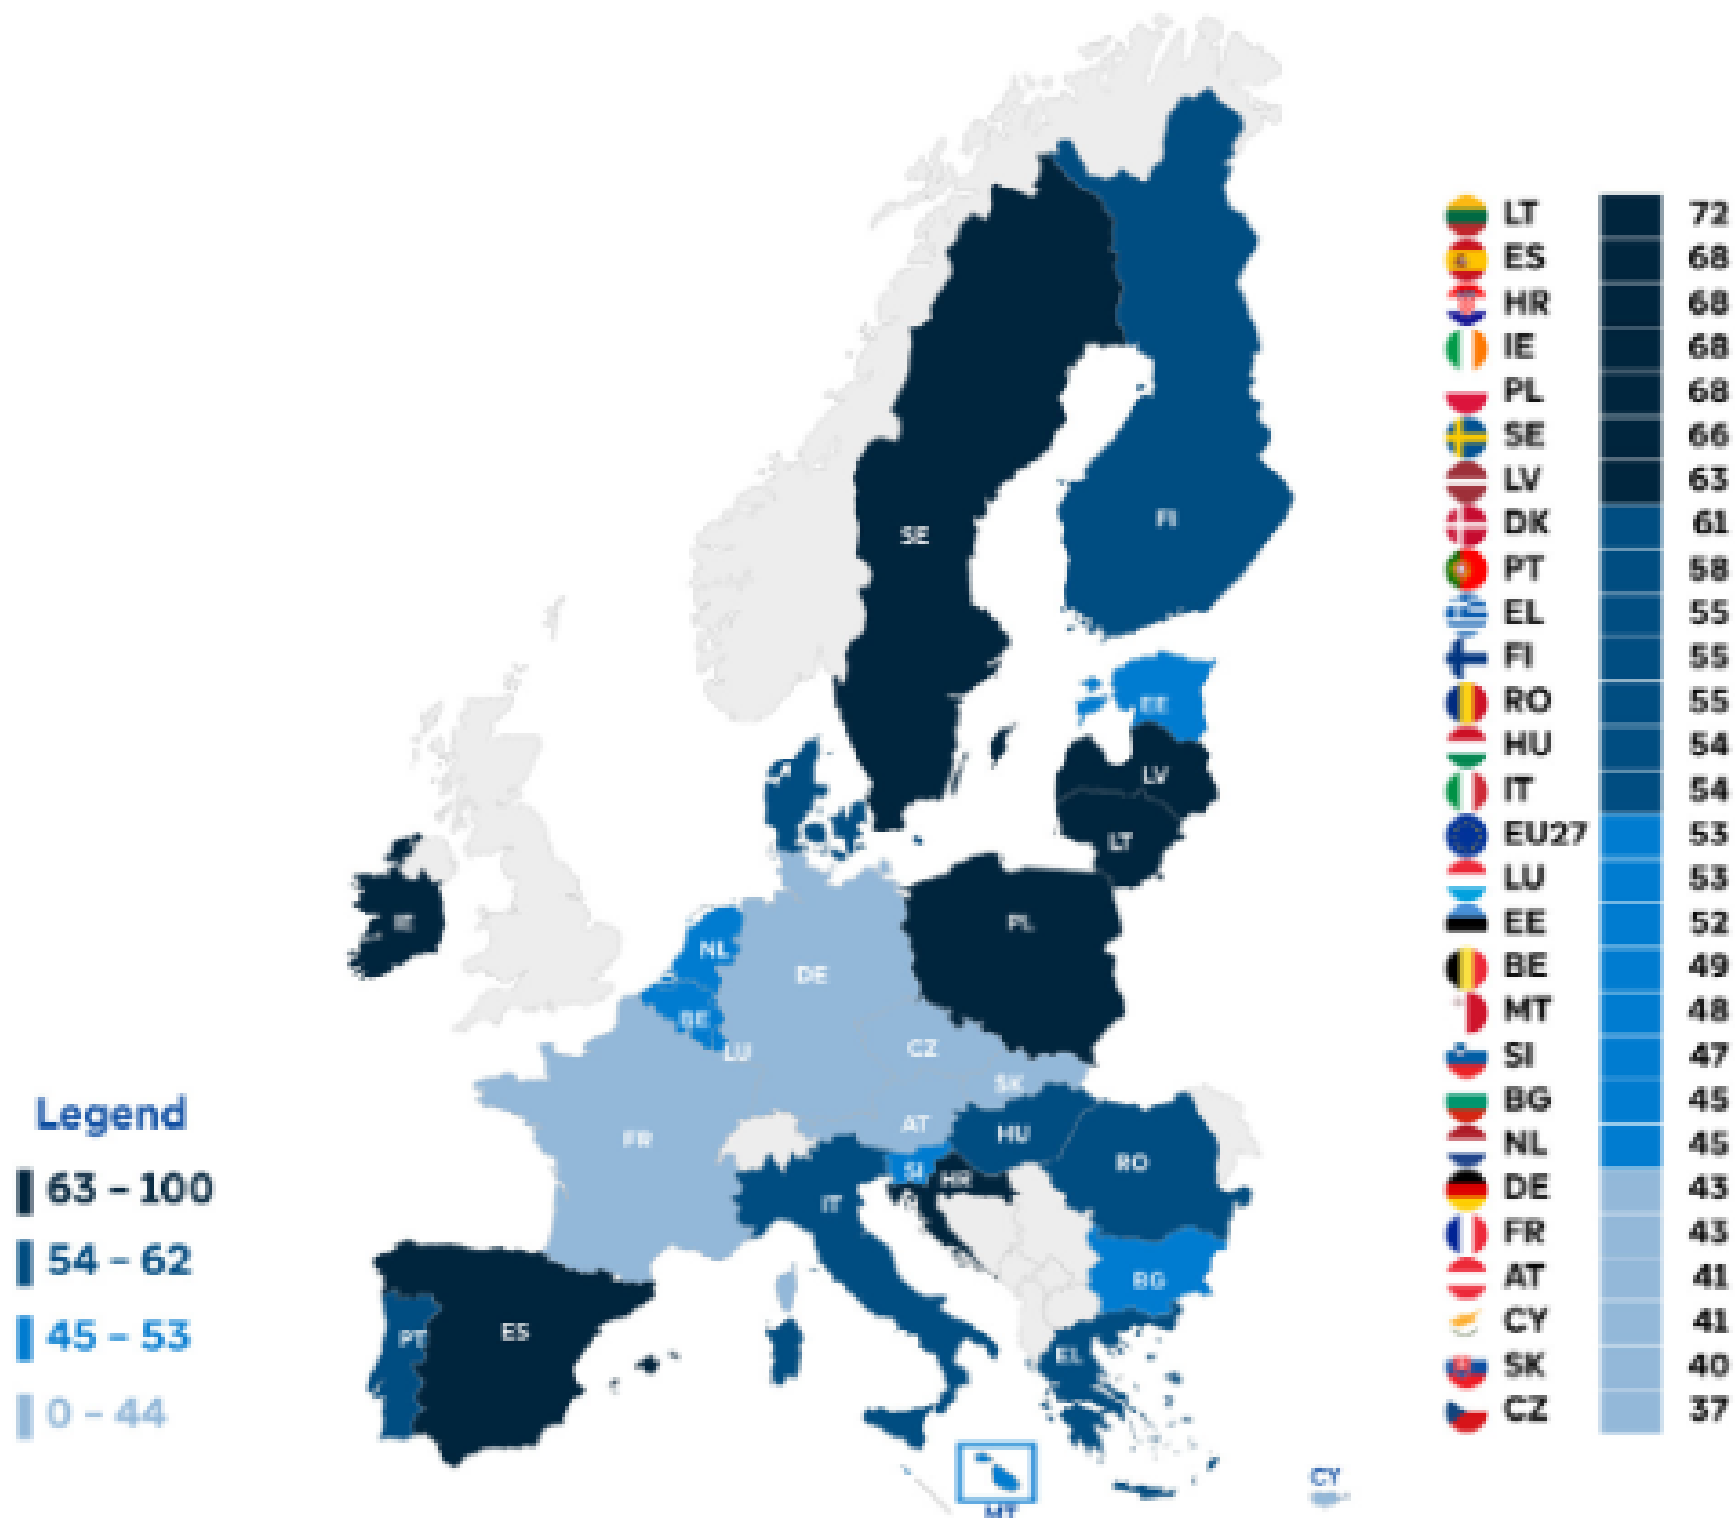 SE
FI
EE
LV
LT
IE
PL
NL
DE
BE
LU
CZ
SK
AT
FR
HU
SI
HR
RO
IT
BG
PT
ES
EL
MT
CY
Legend
63 – 100
54 – 62
45 – 53
0 – 44
LT 72
ES 68
HR 68
IE 68
PL 68
SE 66
LV 63
DK 61
PT 58
EL 55
FI 55
RO 55
HU 54
IT 54
EU27 53
LU 53
EE 52
BE 49
MT 48
SI 47
BG 45
NL 45
DE 43
FR 43
AT 41
CY 41
SK 40
CZ 37